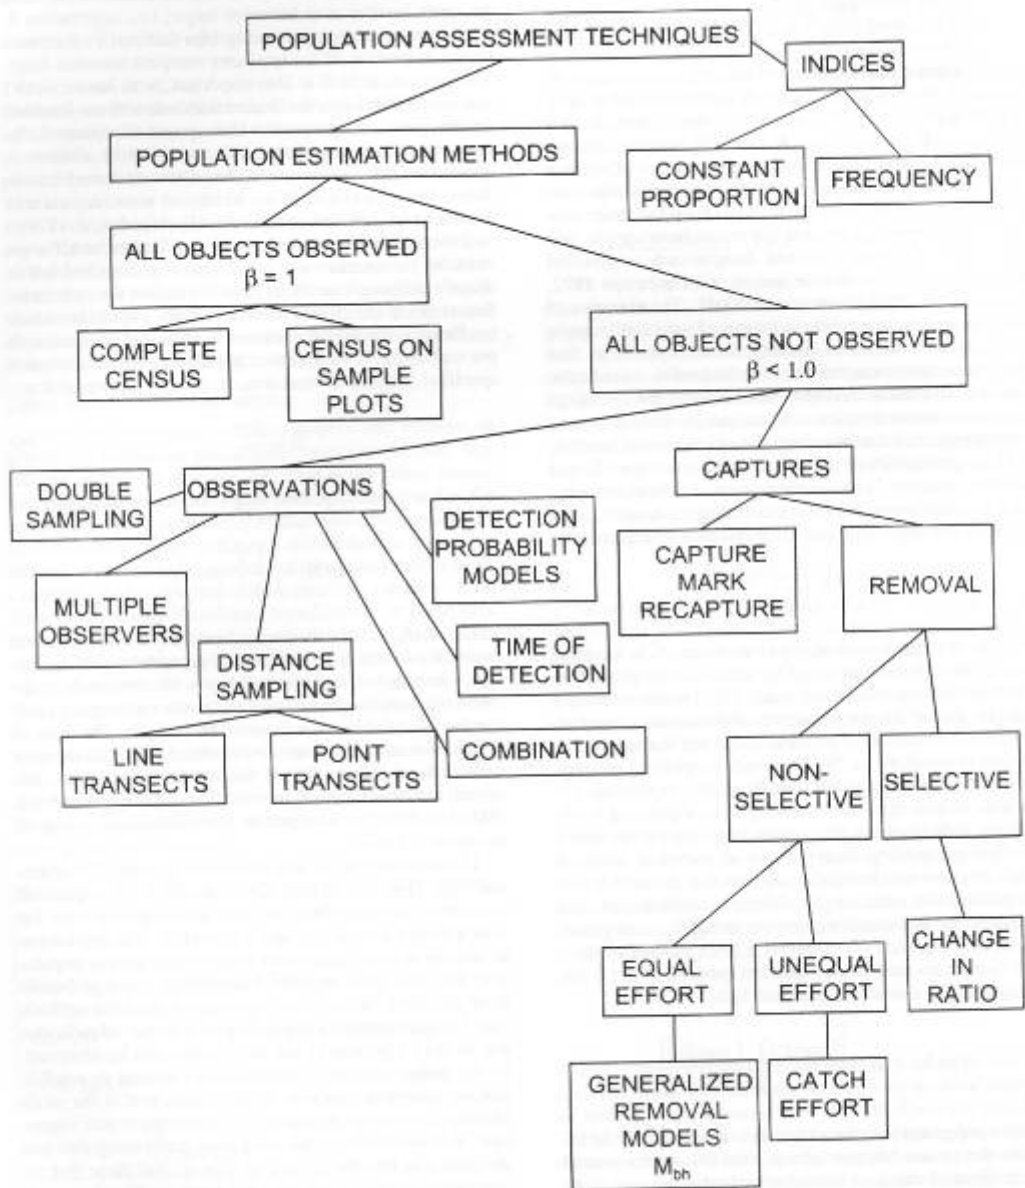 POPULATION ASSESSMENT TECHNIQUES
INDICES
POPULATION ESTIMATION METHODS
CONSTANT
PROPORTION
FREQUENCY
ALL OBJECTS OBSERVED
β = 1
COMPLETE
CENSUS
CENSUS ON
SAMPLE
PLOTS
ALL OBJECTS NOT OBSERVED
β < 1.0
DOUBLE
SAMPLING
OBSERVATIONS
CAPTURES
DETECTION
PROBABILITY
MODELS
CAPTURE
MARK
RECAPTURE
REMOVAL
MULTIPLE
OBSERVERS
DISTANCE
SAMPLING
TIME OF
DETECTION
LINE
TRANSECTS
POINT
TRANSECTS
COMBINATION
NON-
SELECTIVE
SELECTIVE
EQUAL
EFFORT
UNEQUAL
EFFORT
CHANGE
IN
RATIO
GENERALIZED
REMOVAL
MODELS
M_bh
CATCH
EFFORT